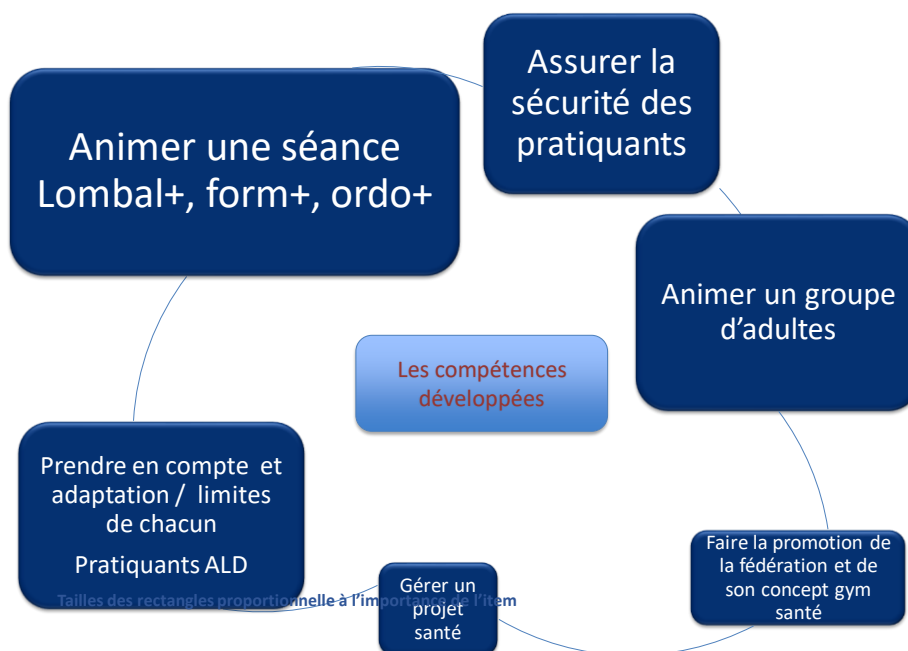 Assurer la
sécurité des
pratiquants
Animer une séance
Lombal+, form+, ordo+
Animer un groupe
d’adultes
Les compétences
développées
Prendre en compte et
adaptation / limites
de chacun
Pratiquants ALD
Faire la promotion de
la fédération et de
son concept gym
santé
Gérer un
projet
santé
Tailles des rectangles proportionnelle à l’importance de l’item